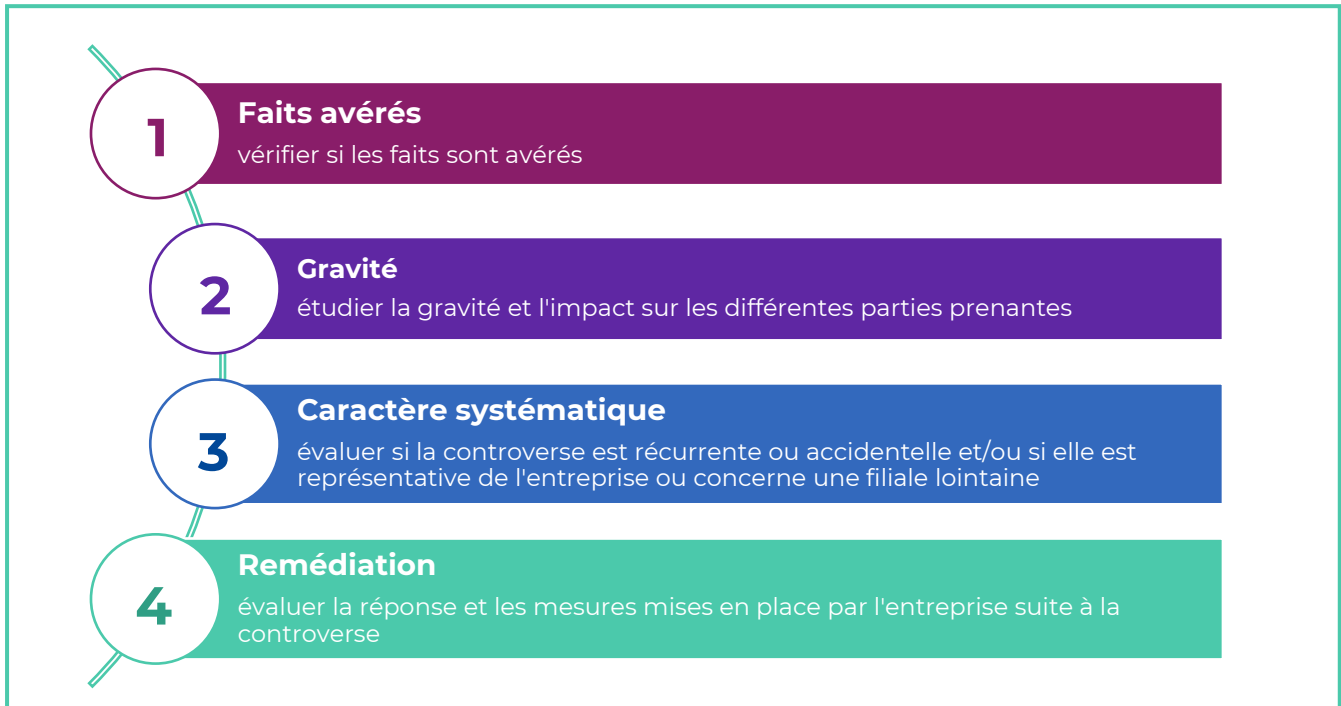 1
Faits avérés
vérifier si les faits sont avérés
2
Gravité
étudier la gravité et l'impact sur les différentes parties prenantes
3
Caractère systématique
évaluer si la controverse est récurrente ou accidentelle et/ou si elle est
représentative de l'entreprise ou concerne une filiale lointaine
4
Remédiation
évaluer la réponse et les mesures mises en place par l'entreprise suite à la
controverse